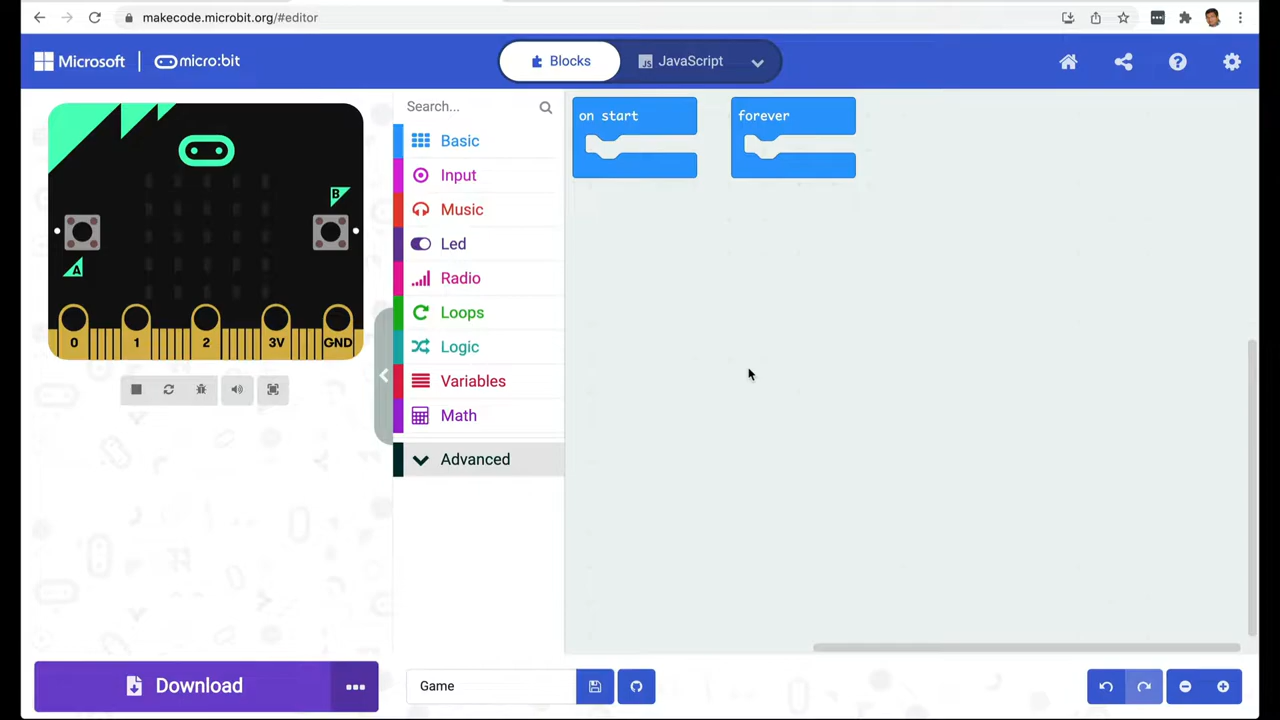 makecode.microbit.org/#editor
Microsoft
micro:bit
Blocks
JS JavaScript
Search...
on start
forever
Basic
Input
Music
Led
Radio
Loops
Logic
Variables
Math
Advanced
A
B
0 1 2 3V GND
Download
Game